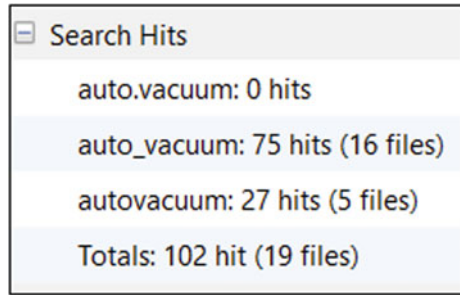 Search Hits
auto.vacuum: 0 hits
auto_vacuum: 75 hits (16 files)
autovacuum: 27 hits (5 files)
Totals: 102 hit (19 files)